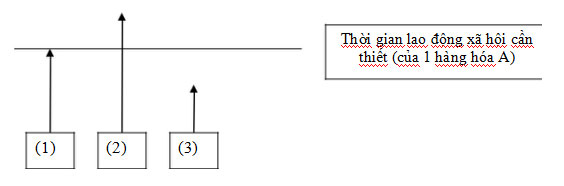 Thời gian lao động xã hội cần
thiết (của 1 hàng hóa A)
(1) (2) (3)